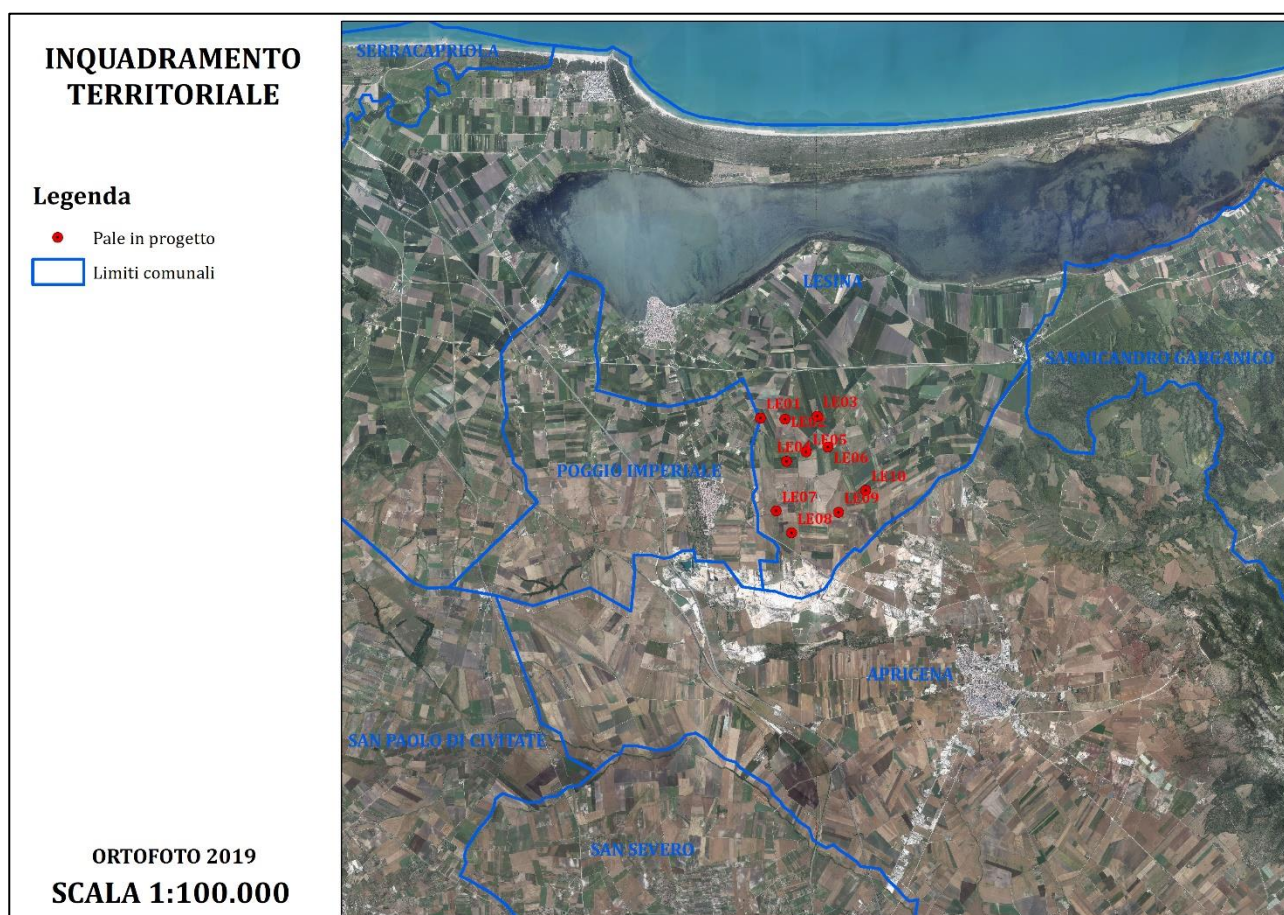 INQUADRAMENTO
TERRITORIALE
Legenda
Pale in progetto
Limiti comunali
ORTOFOTO 2019
SCALA 1:100.000
SERRACAPRIOLA
LESINA
SANNICANDRO GARGANICO
LE01
LE02
LE03
LE04
LE05
LE06
POGGIO IMPERIALE
LE07
LE08
LE09
LE10
APRICENA
SAN PAOLO DI CIVITATE
SAN SEVERO